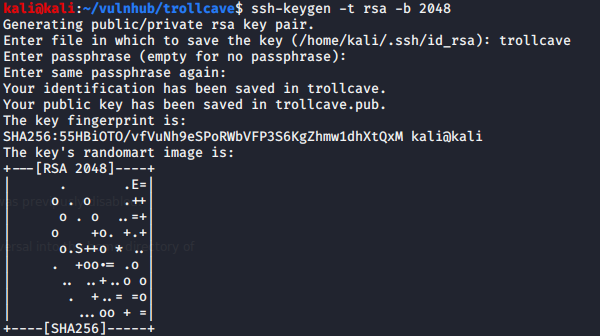 kali@kali:~/vulnhub/trollcave$ ssh-keygen -t rsa -b 2048
Generating public/private rsa key pair.
Enter file in which to save the key (/home/kali/.ssh/id_rsa): trollcave
Enter passphrase (empty for no passphrase):
Enter same passphrase again:
Your identification has been saved in trollcave.
Your public key has been saved in trollcave.pub.
The key fingerprint is:
SHA256:55HBiOTO/vfVuNh9eSPoRWbVFP3S6KgZhmw1dhXtQxM kali@kali
The key's randomart image is:
+---[RSA 2048]----+
|      .       .E=|
|     o . o    .++|
|      o . o  ..=+|
|     o    +o. +.+|
|      o.S++o * ..|
|     .  +oo*= .o |
|      .. ..+..o o|
|       .  +..= =o|
|        ...oo + =|
+----[SHA256]-----+